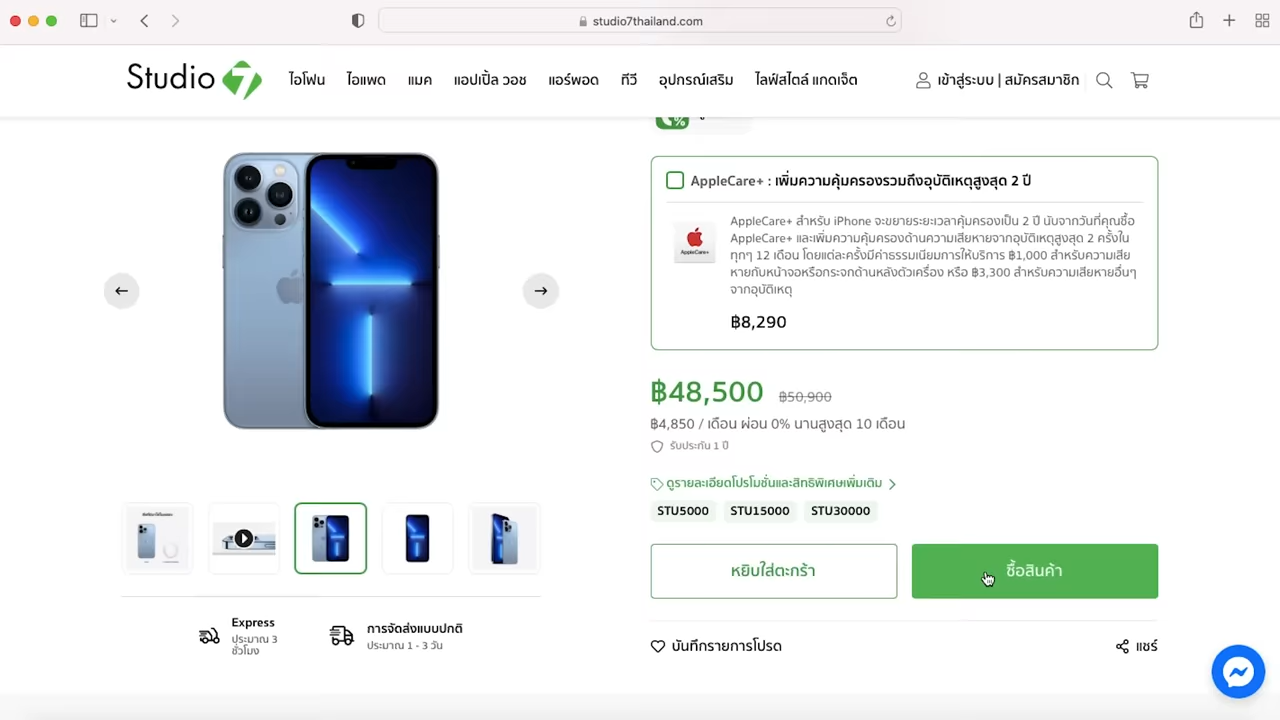 studio7thailand.com
Studio 7
ไอโฟน ไอแพด แมค แอปเปิ้ล วอช แอร์พอด ทีวี อุปกรณ์เสริม ไลฟ์สไตล์ แกดเจ็ต
เข้าสู่ระบบ | สมัครสมาชิก
AppleCare+ : เพิ่มความคุ้มครองรวมถึงอุบัติเหตุสูงสุด 2 ปี
AppleCare+ สำหรับ iPhone จะขยายระยะเวลาคุ้มครองเป็น 2 ปี นับจากวันที่คุณซื้อ
AppleCare+ และเพิ่มความคุ้มครองด้านความเสียหายจากอุบัติเหตุสูงสุด 2 ครั้งใน
ทุกๆ 12 เดือน โดยแต่ละครั้งมีค่าธรรมเนียมการให้บริการ ฿1,000 สำหรับความเสีย
หายกับหน้าจอหรือกระจกด้านหลังตัวเครื่อง หรือ ฿3,300 สำหรับความเสียหายอื่นๆ
จากอุบัติเหตุ
AppleCare+
฿8,290
฿48,500 ฿50,900
฿4,850 / เดือน ผ่อน 0% นานสูงสุด 10 เดือน
รับประกัน 1 ปี
ดูรายละเอียดโปรโมชั่นและสิทธิพิเศษเพิ่มเติม
STU5000 STU15000 STU30000
หยิบใส่ตะกร้า
ซื้อสินค้า
Express
ประมาณ 3
ชั่วโมง
การจัดส่งแบบปกติ
ประมาณ 1 - 3 วัน
บันทึกรายการโปรด
แชร์